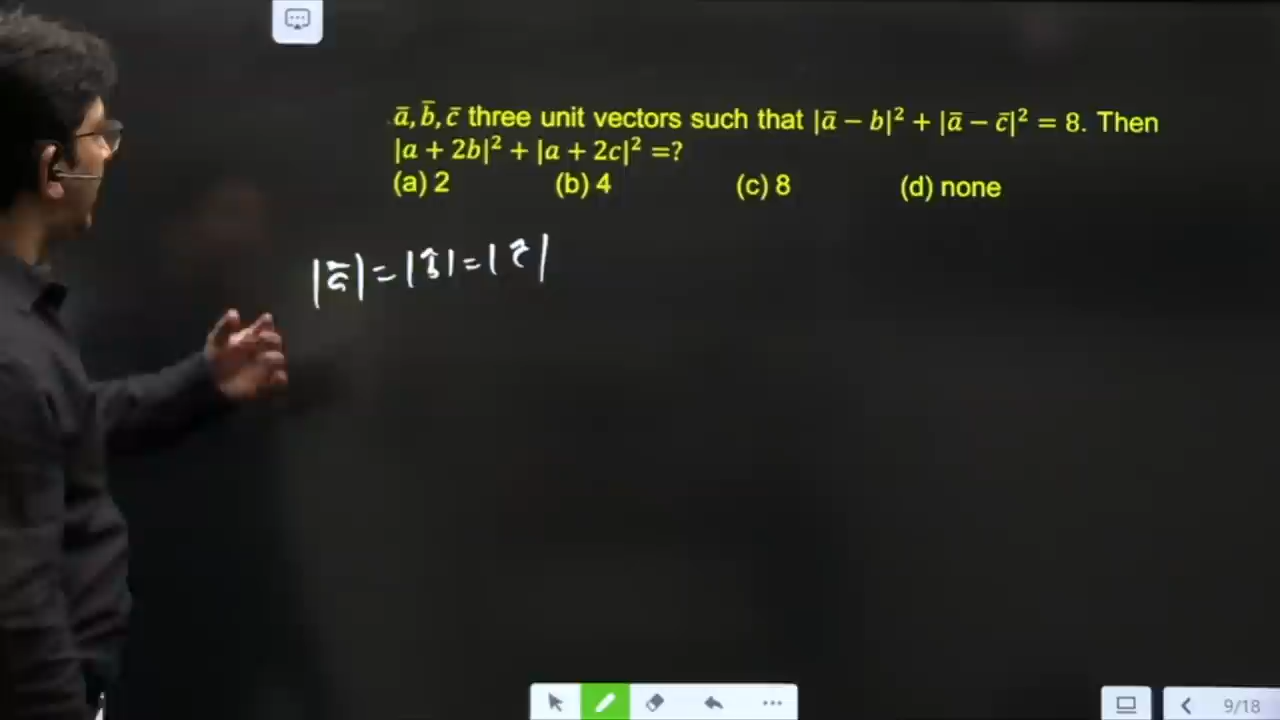 ā, b̄, c̄ three unit vectors such that |ā − b|² + |ā − c̄|² = 8. Then
|a + 2b|² + |a + 2c|² =?
(a) 2 (b) 4 (c) 8 (d) none
|ā| = |b̂| = |ĉ|
9/18